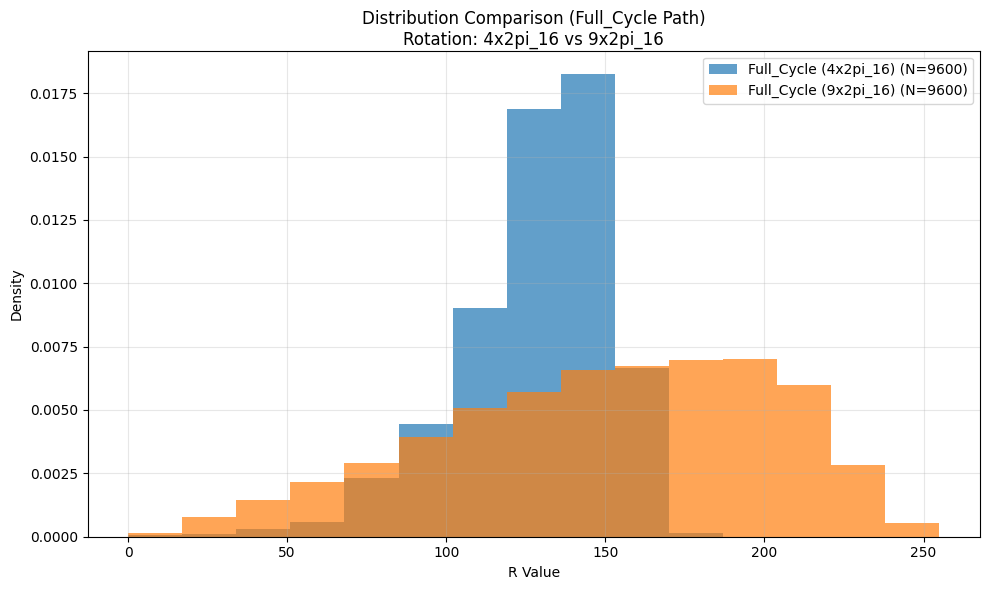 Distribution Comparison (Full_Cycle Path)
Rotation: 4x2pi_16 vs 9x2pi_16
Full_Cycle (4x2pi_16) (N=9600)
Full_Cycle (9x2pi_16) (N=9600)
Density
0.0175
0.0150
0.0125
0.0100
0.0075
0.0050
0.0025
0.0000
0 50 100 150 200 250
R Value